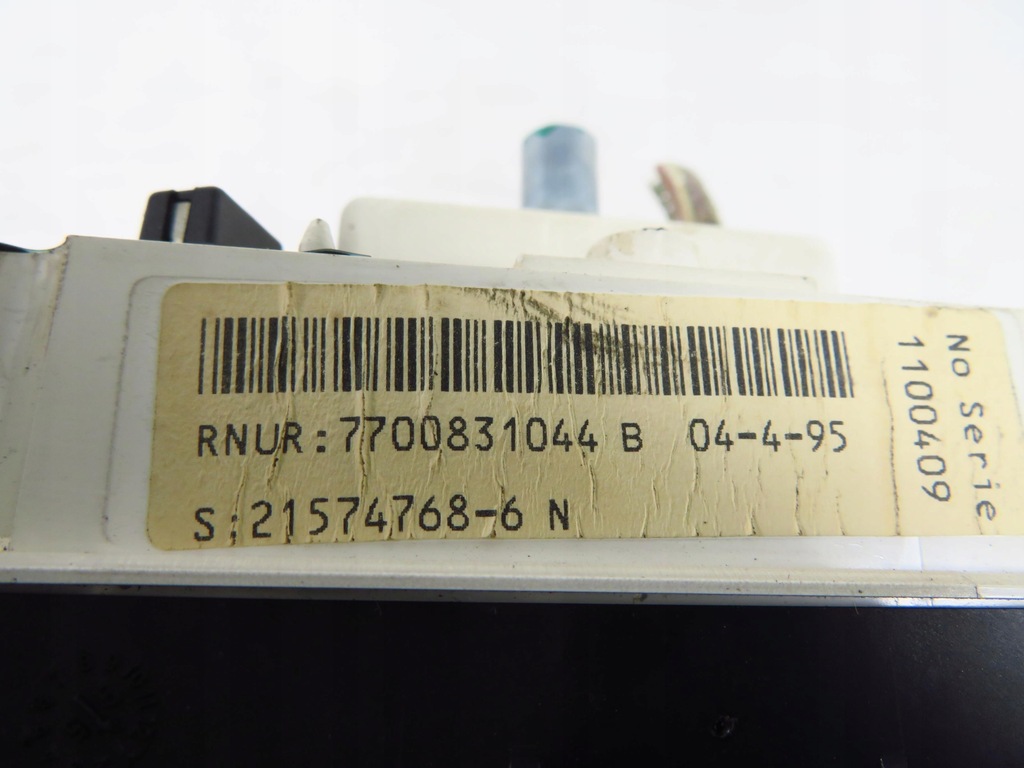 RNUR:7700831044 B 04-4-95
S:21574768-6 N
No Serie
1100409